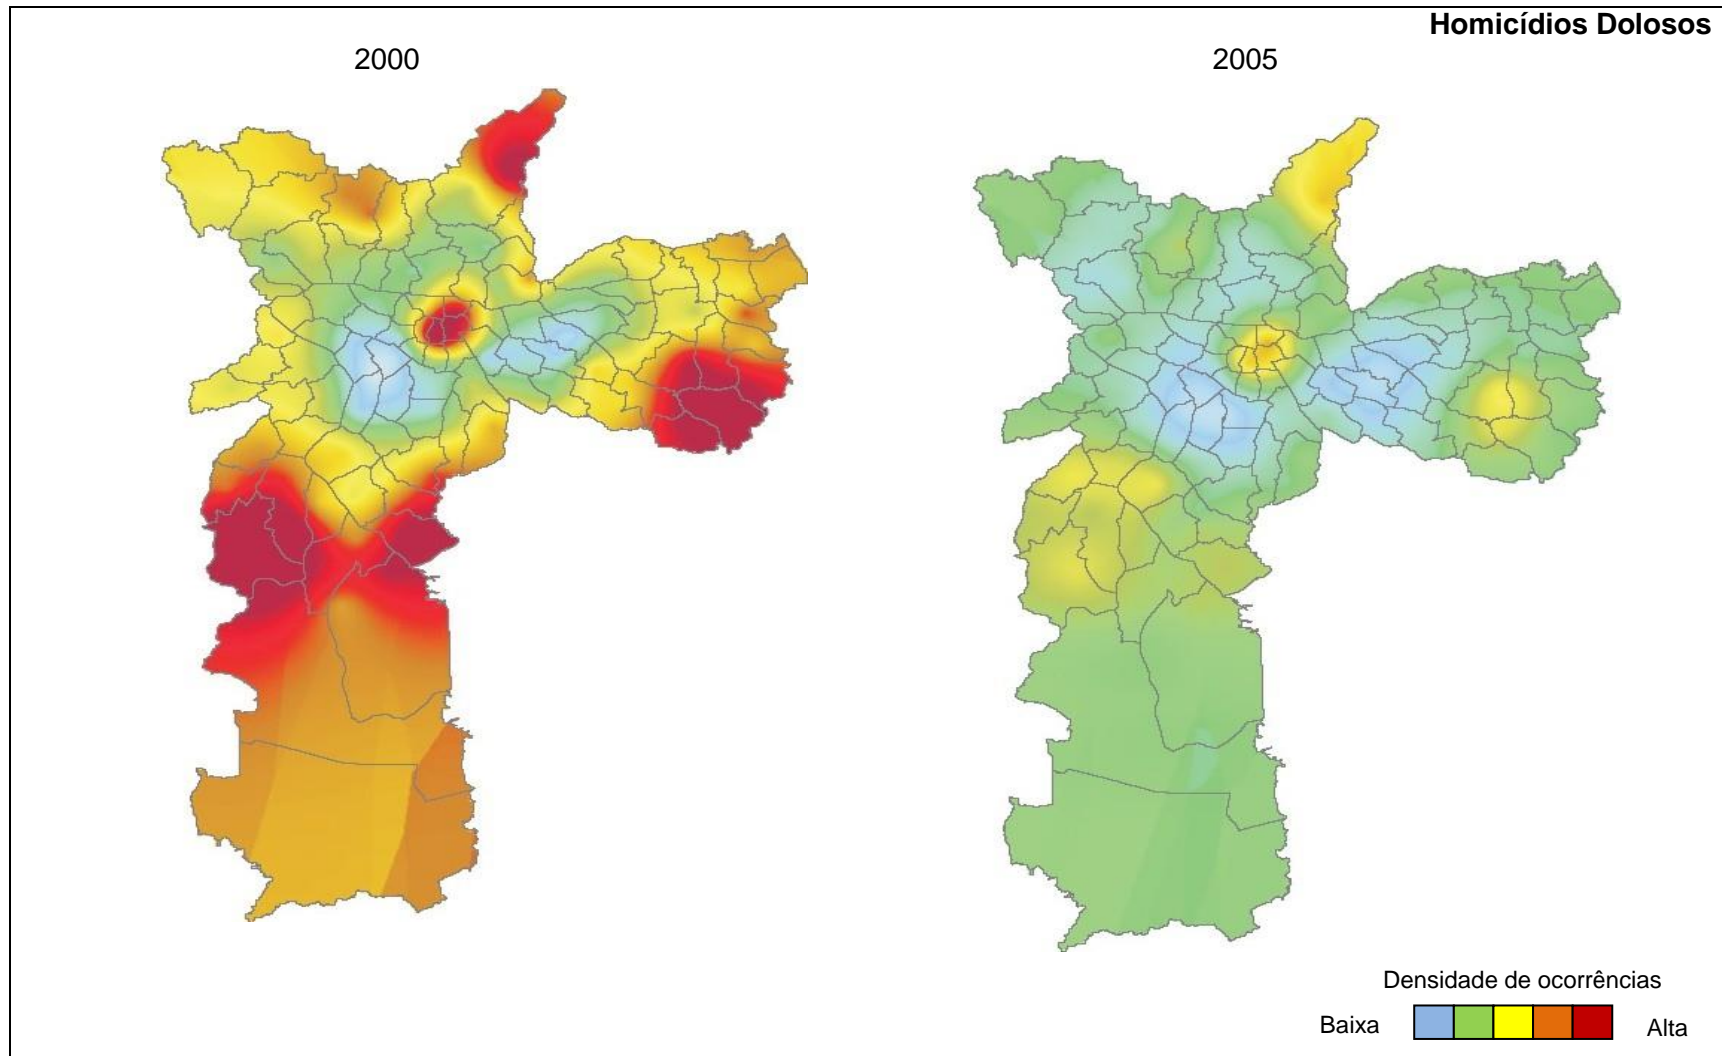 Homicídios Dolosos
2000
2005
Densidade de ocorrências
Baixa
Alta